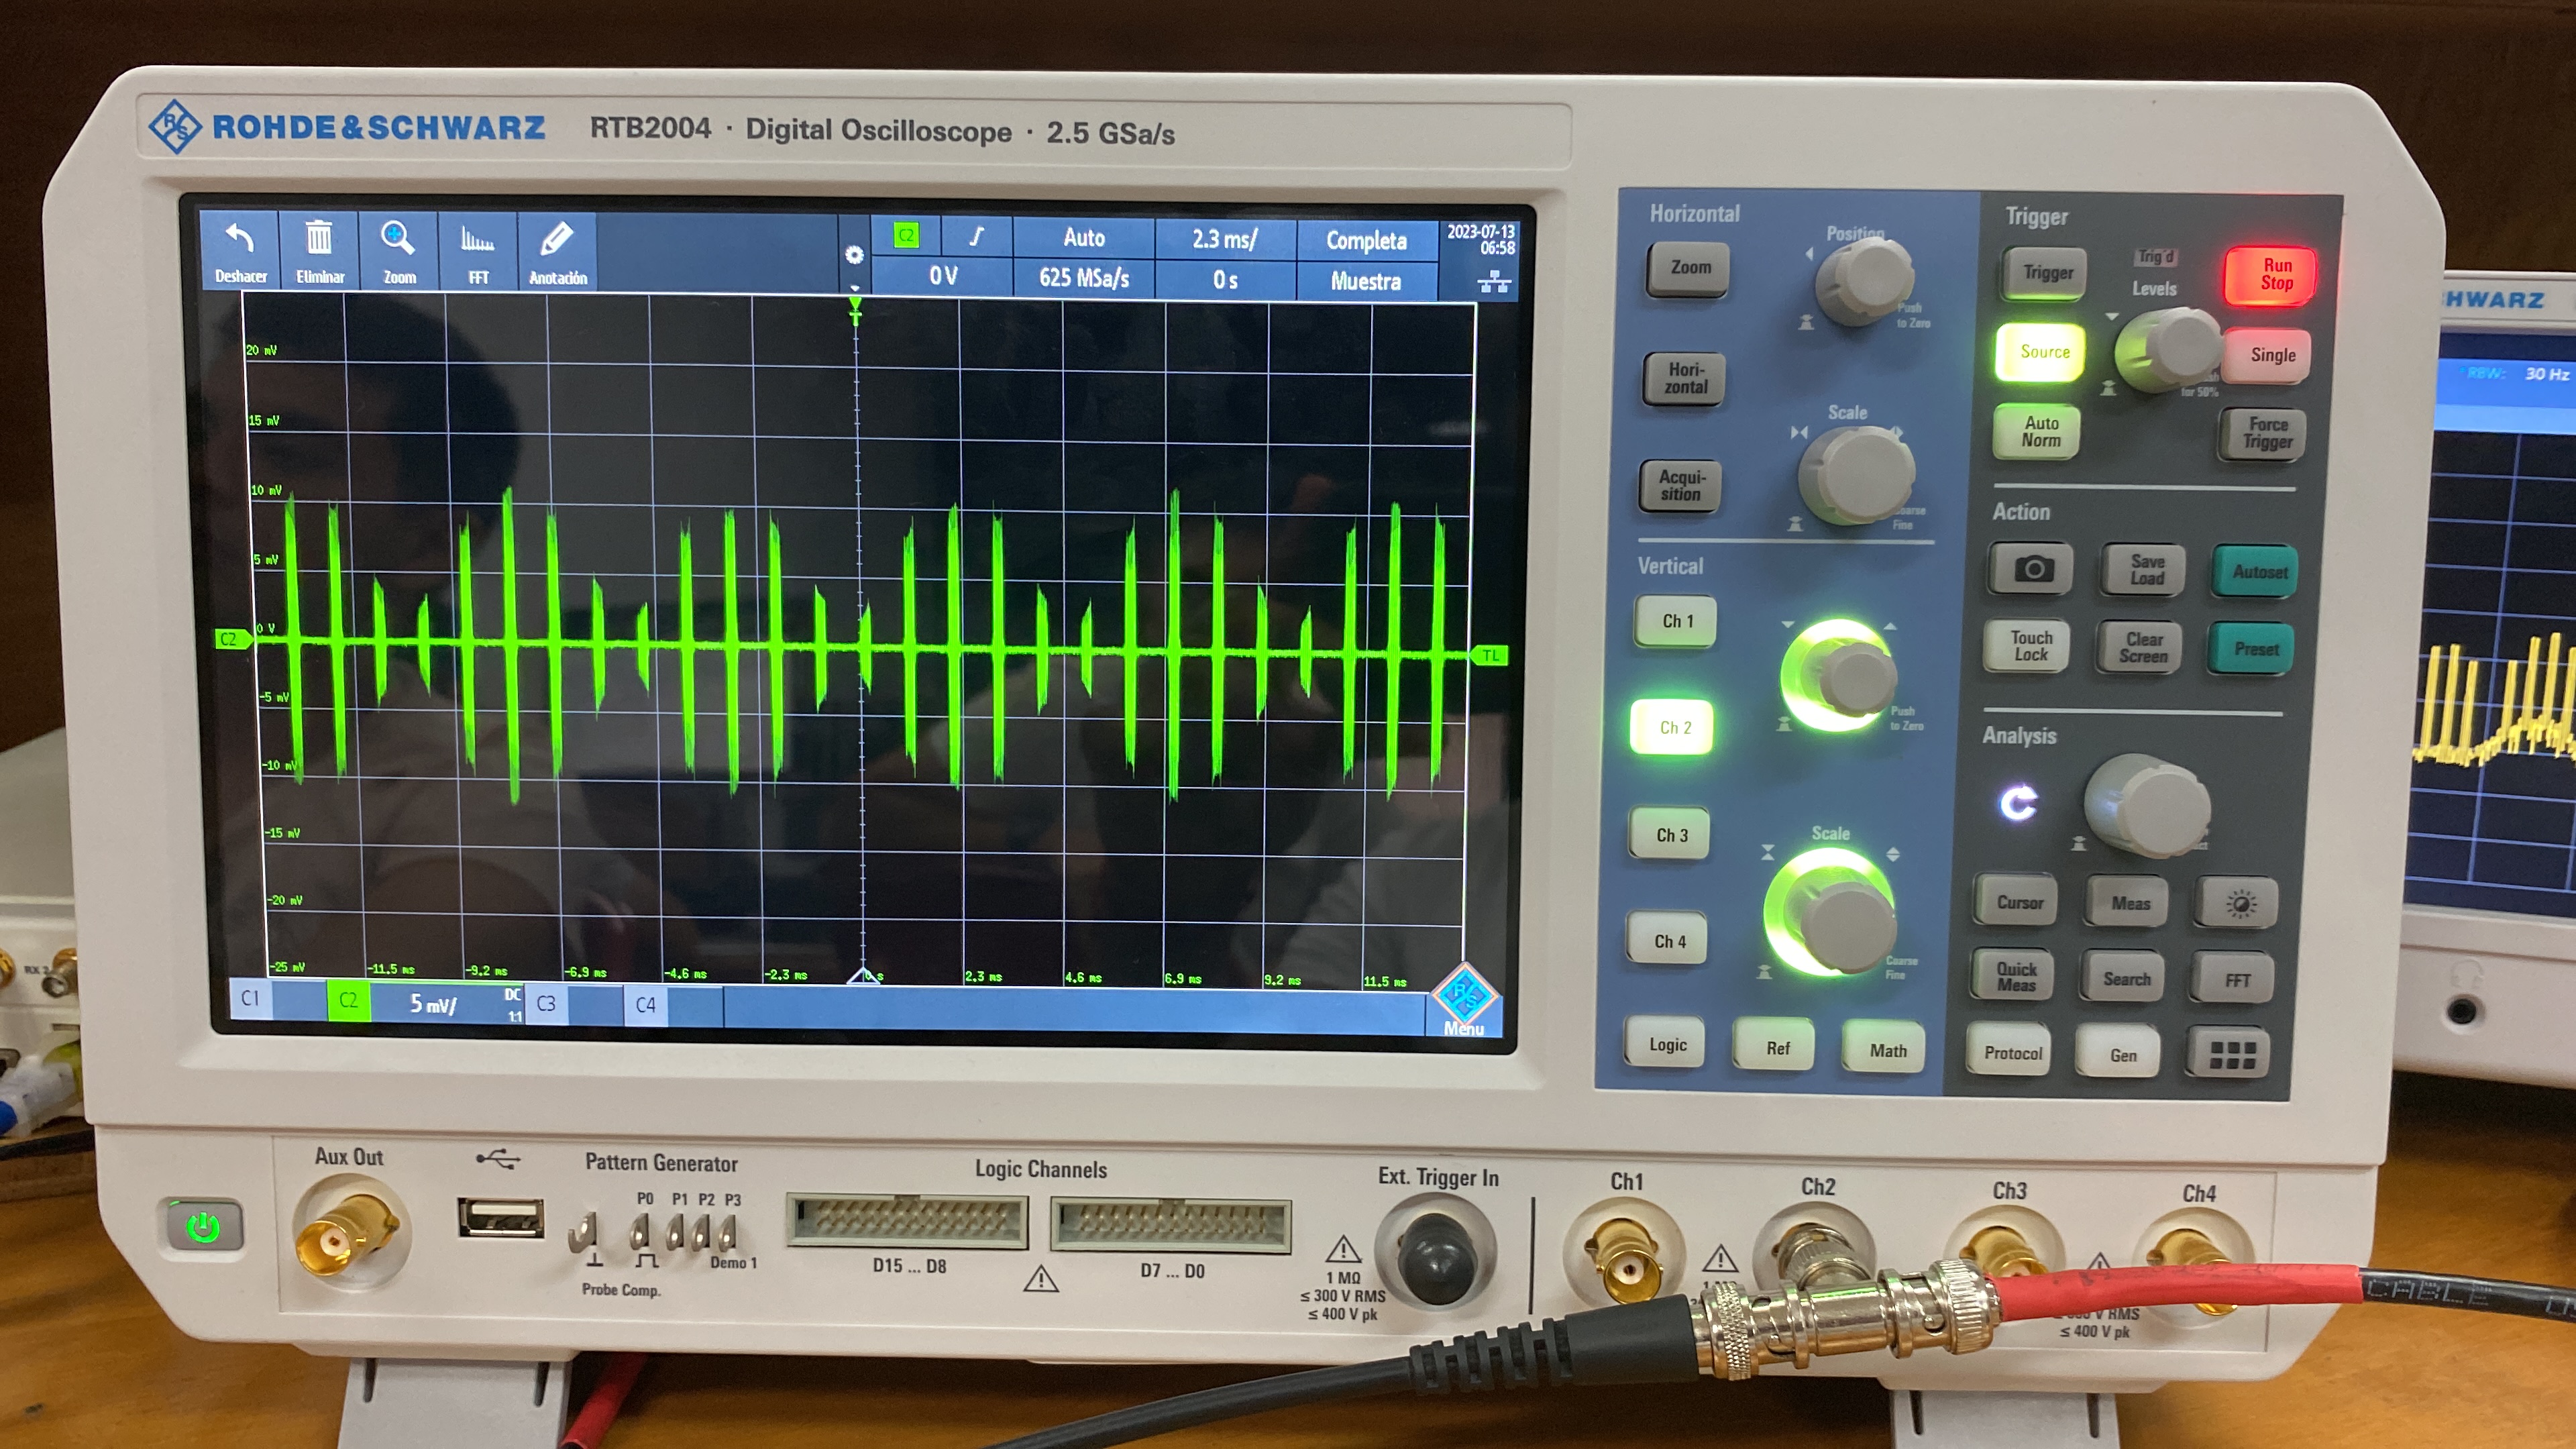 ROHDE & SCHWARZ RTB2004 · Digital Oscilloscope · 2.5 GSa/s
Deshacer Eliminar Zoom FFT Anotación
C2 Auto 2.3 ms/ Completa 2023-07-13
06:58
0 V 625 MSa/s 0 s Muestra
T
20 mV
15 mV
10 mV
5 mV
C2 0 V TL
-5 mV
-10 mV
-15 mV
-20 mV
-25 mV -11.5 ms -9.2 ms -6.9 ms -4.6 ms -2.3 ms 0 s 2.3 ms 4.6 ms 6.9 ms 9.2 ms 11.5 ms
C1 C2 5 mV/ DC
1:1
C3 C4
Menu
Horizontal
Position
Zoom
Push
to Zero
Hori-
zontal
Scale
Acqui-
sition
Coarse
Fine
Vertical
Ch 1
Ch 2
Push
to Zero
Ch 3
Scale
Ch 4
Coarse
Fine
Logic Ref Math
Trigger
Trigger
Trig'd
Levels
Run
Stop
Source
Single
for 50%
Auto
Norm
Force
Trigger
Action
Save
Load
Autoset
Touch
Lock
Clear
Screen
Preset
Analysis
Cursor Meas
Quick
Meas
Search FFT
Protocol Gen
HWARZ
RBW: 30 Hz
RX 2
Aux Out
Pattern Generator
P0 P1 P2 P3
Demo 1
Probe Comp.
Logic Channels
D15 ... D8
D7 ... D0
Ext. Trigger In
1 MΩ
≤ 300 V RMS
≤ 400 V pk
Ch1 Ch2 Ch3 Ch4
V RMS
≤ 400 V pk
CABLE